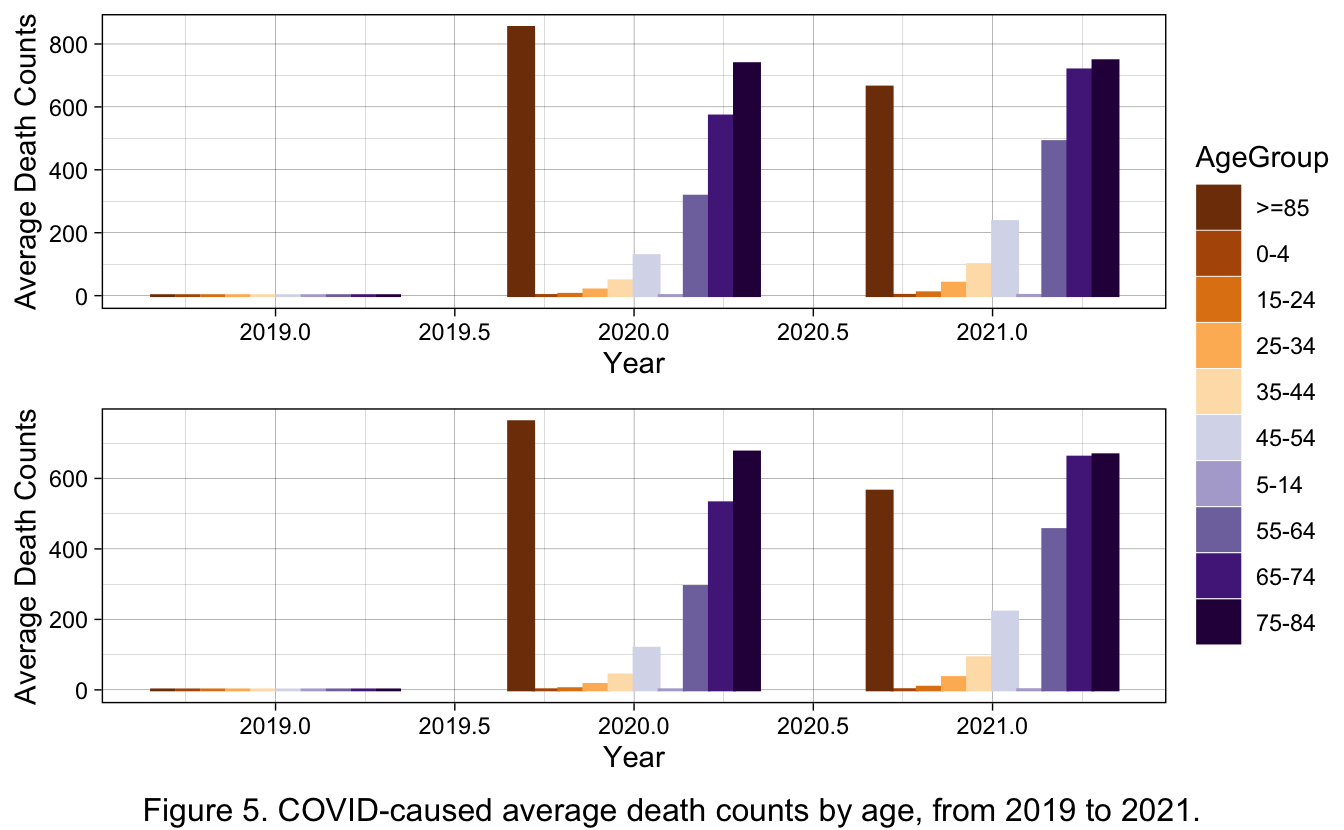 Average Death Counts
800
600
400
200
0
2019.0 2019.5 2020.0 2020.5 2021.0
Year
AgeGroup
>=85
0-4
15-24
25-34
35-44
45-54
5-14
55-64
65-74
75-84
Average Death Counts
600
400
200
0
2019.0 2019.5 2020.0 2020.5 2021.0
Year
Figure 5. COVID-caused average death counts by age, from 2019 to 2021.